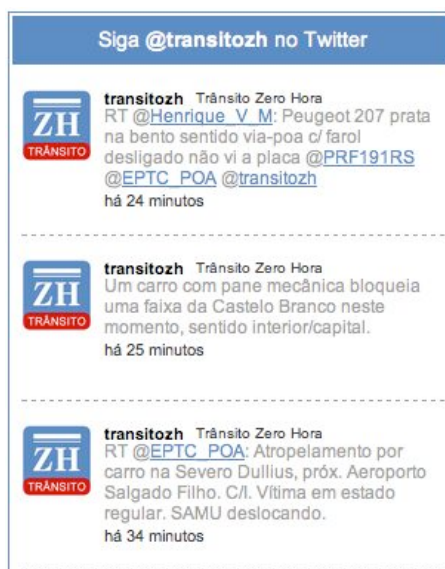 Siga @transitozh no Twitter
ZH
TRÂNSITO
transitozh Trânsito Zero Hora
RT @Henrique_V_M: Peugeot 207 prata
na bento sentido via-poa c/ farol
desligado não vi a placa @PRF191RS
@EPTC_POA @transitozh
há 24 minutos
ZH
TRÂNSITO
transitozh Trânsito Zero Hora
Um carro com pane mecânica bloqueia
uma faixa da Castelo Branco neste
momento, sentido interior/capital.
há 25 minutos
ZH
TRÂNSITO
transitozh Trânsito Zero Hora
RT @EPTC_POA: Atropelamento por
carro na Severo Dullius, próx. Aeroporto
Salgado Filho. C/l. Vítima em estado
regular. SAMU deslocando.
há 34 minutos